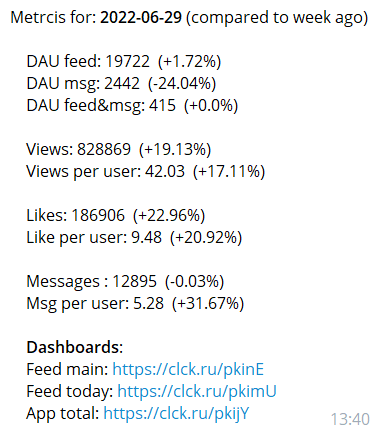 Metrcis for: 2022-06-29 (compared to week ago)
DAU feed: 19722 (+1.72%)
DAU msg: 2442 (-24.04%)
DAU feed&msg: 415 (+0.0%)
Views: 828869 (+19.13%)
Views per user: 42.03 (+17.11%)
Likes: 186906 (+22.96%)
Like per user: 9.48 (+20.92%)
Messages : 12895 (-0.03%)
Msg per user: 5.28 (+31.67%)
Dashboards:
Feed main: https://clck.ru/pkinE
Feed today: https://clck.ru/pkimU
App total: https://clck.ru/pkijY
13:40